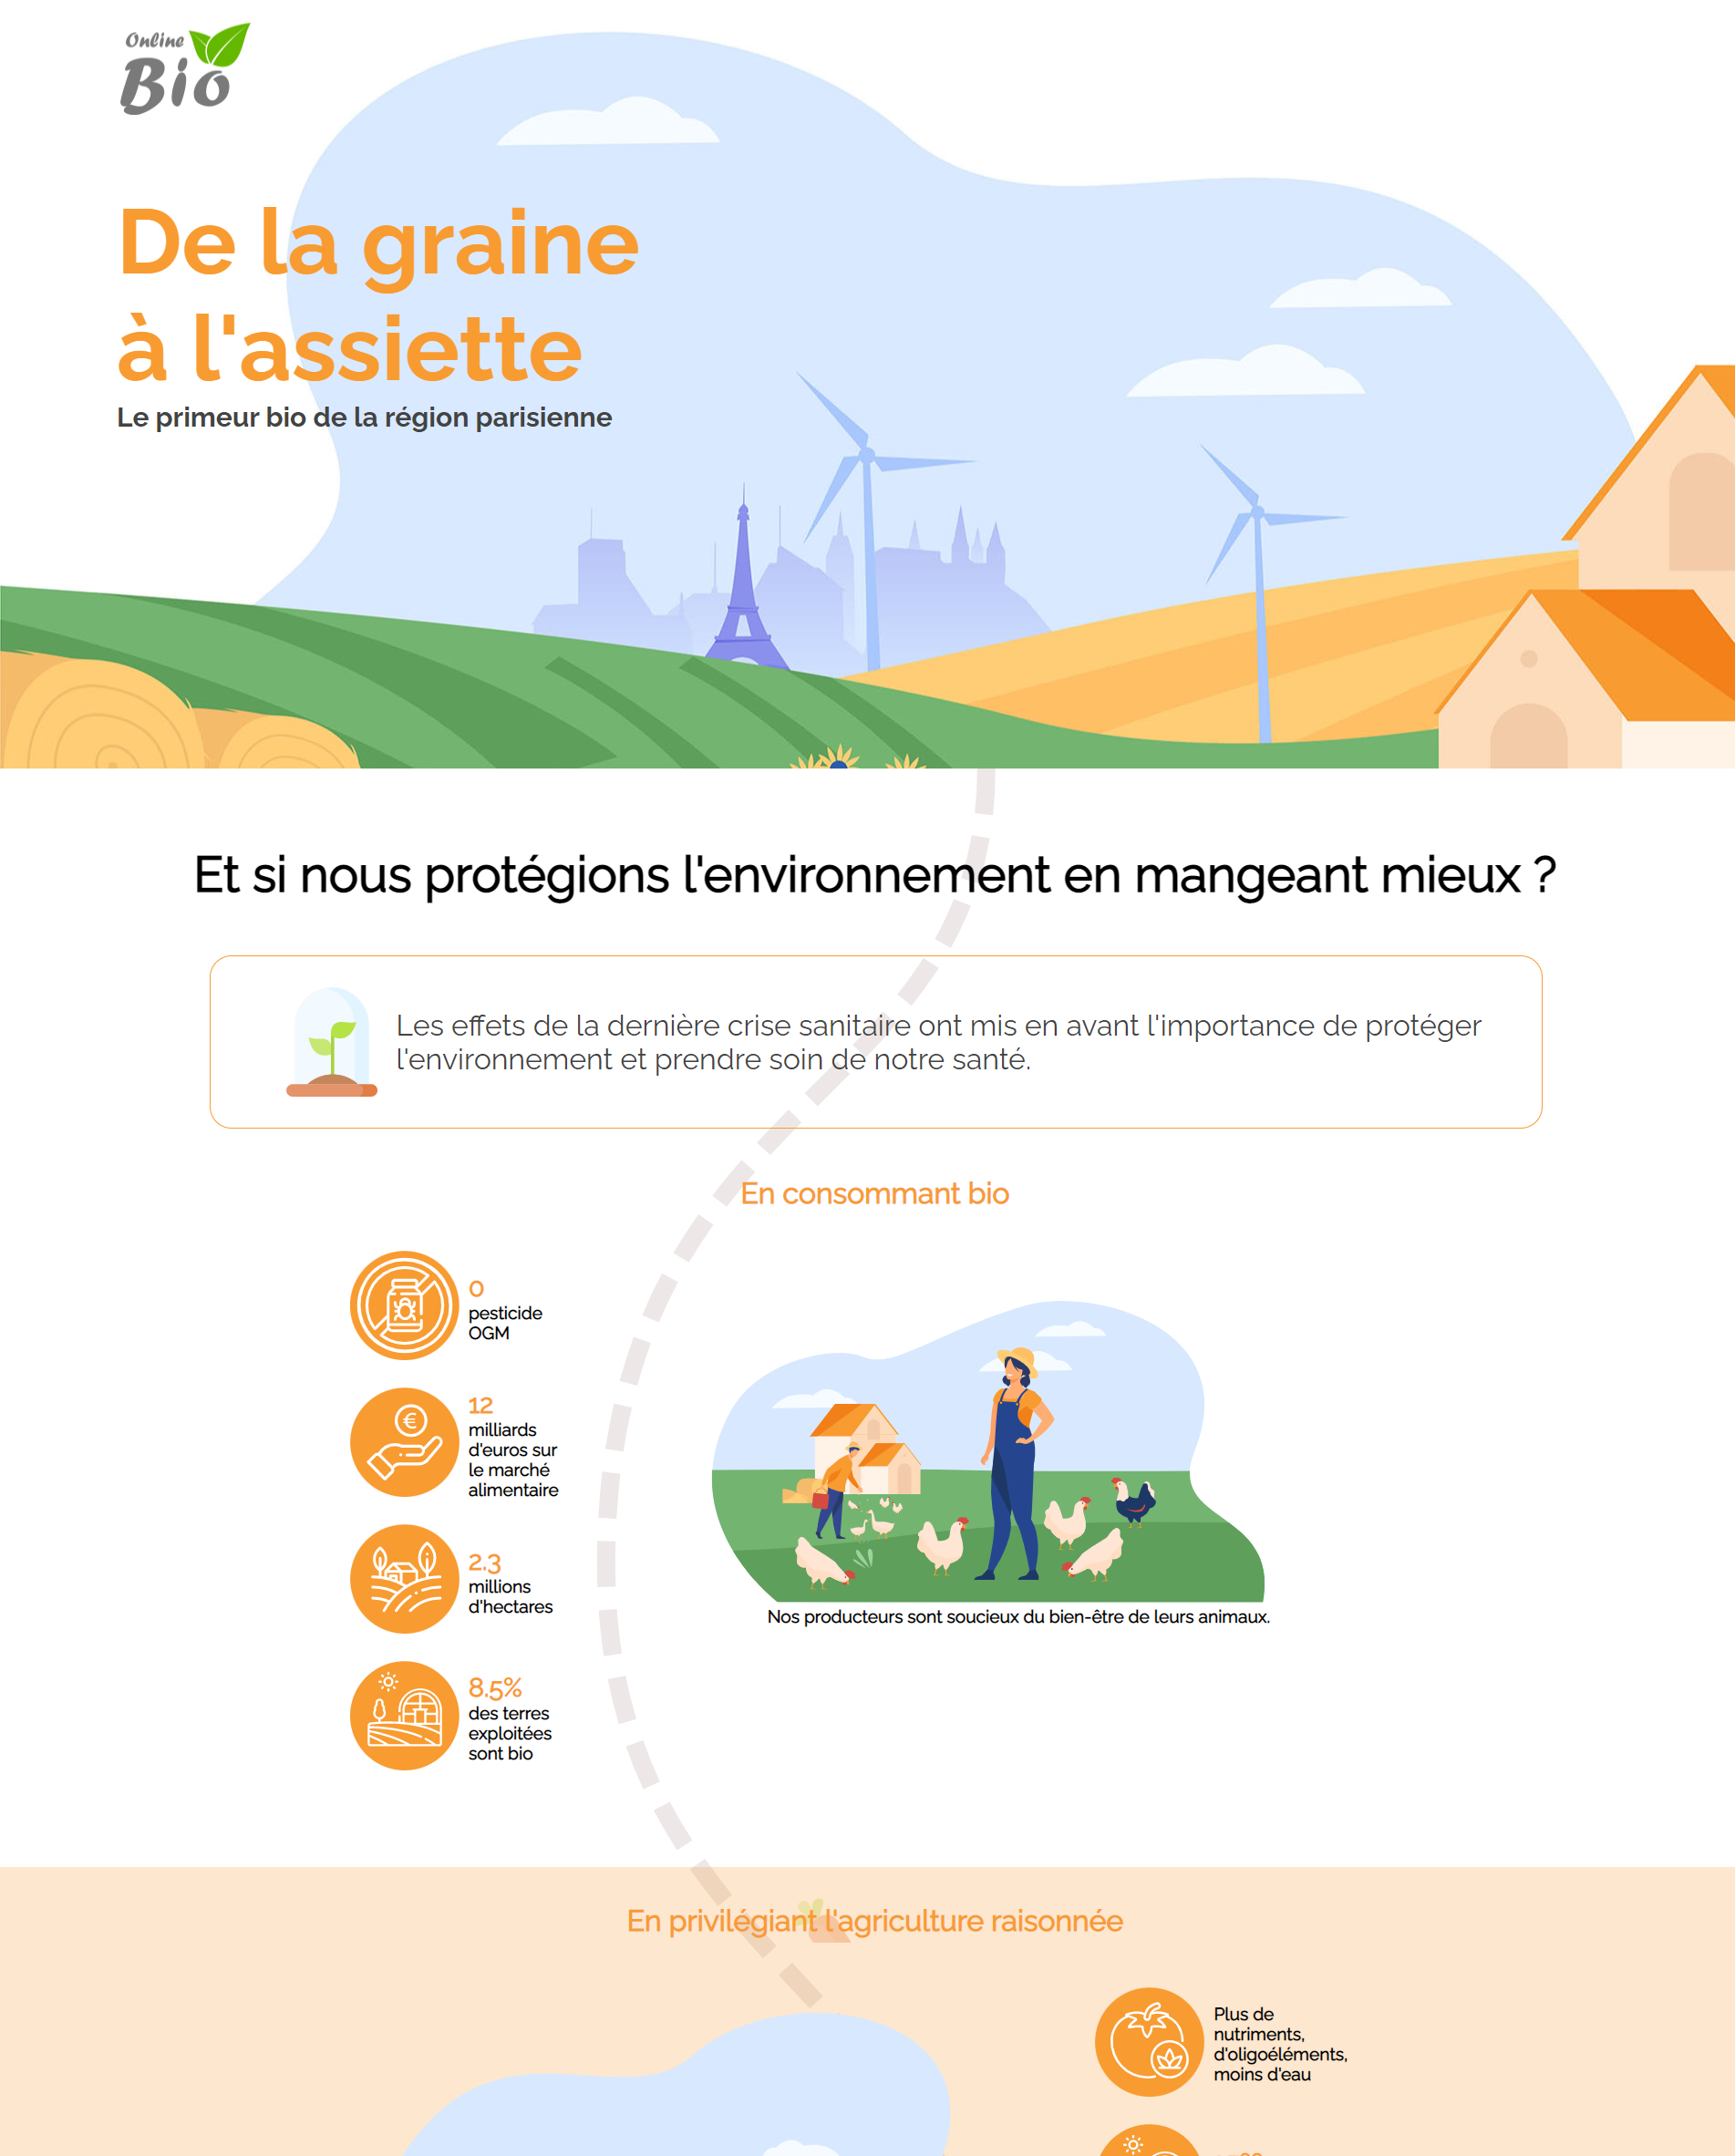 Online
Bio
De la graine
à l'assiette
Le primeur bio de la région parisienne
Et si nous protégions l'environnement en mangeant mieux ?
Les effets de la dernière crise sanitaire ont mis en avant l'importance de protéger
l'environnement et prendre soin de notre santé.
En consommant bio
0
pesticide
OGM
12
milliards
d'euros sur
le marché
alimentaire
2.3
millions
d'hectares
8.5%
des terres
exploitées
sont bio
Nos producteurs sont soucieux du bien-être de leurs animaux.
En privilégiant l'agriculture raisonnée
Plus de
nutriments,
d'oligoéléments,
moins d'eau